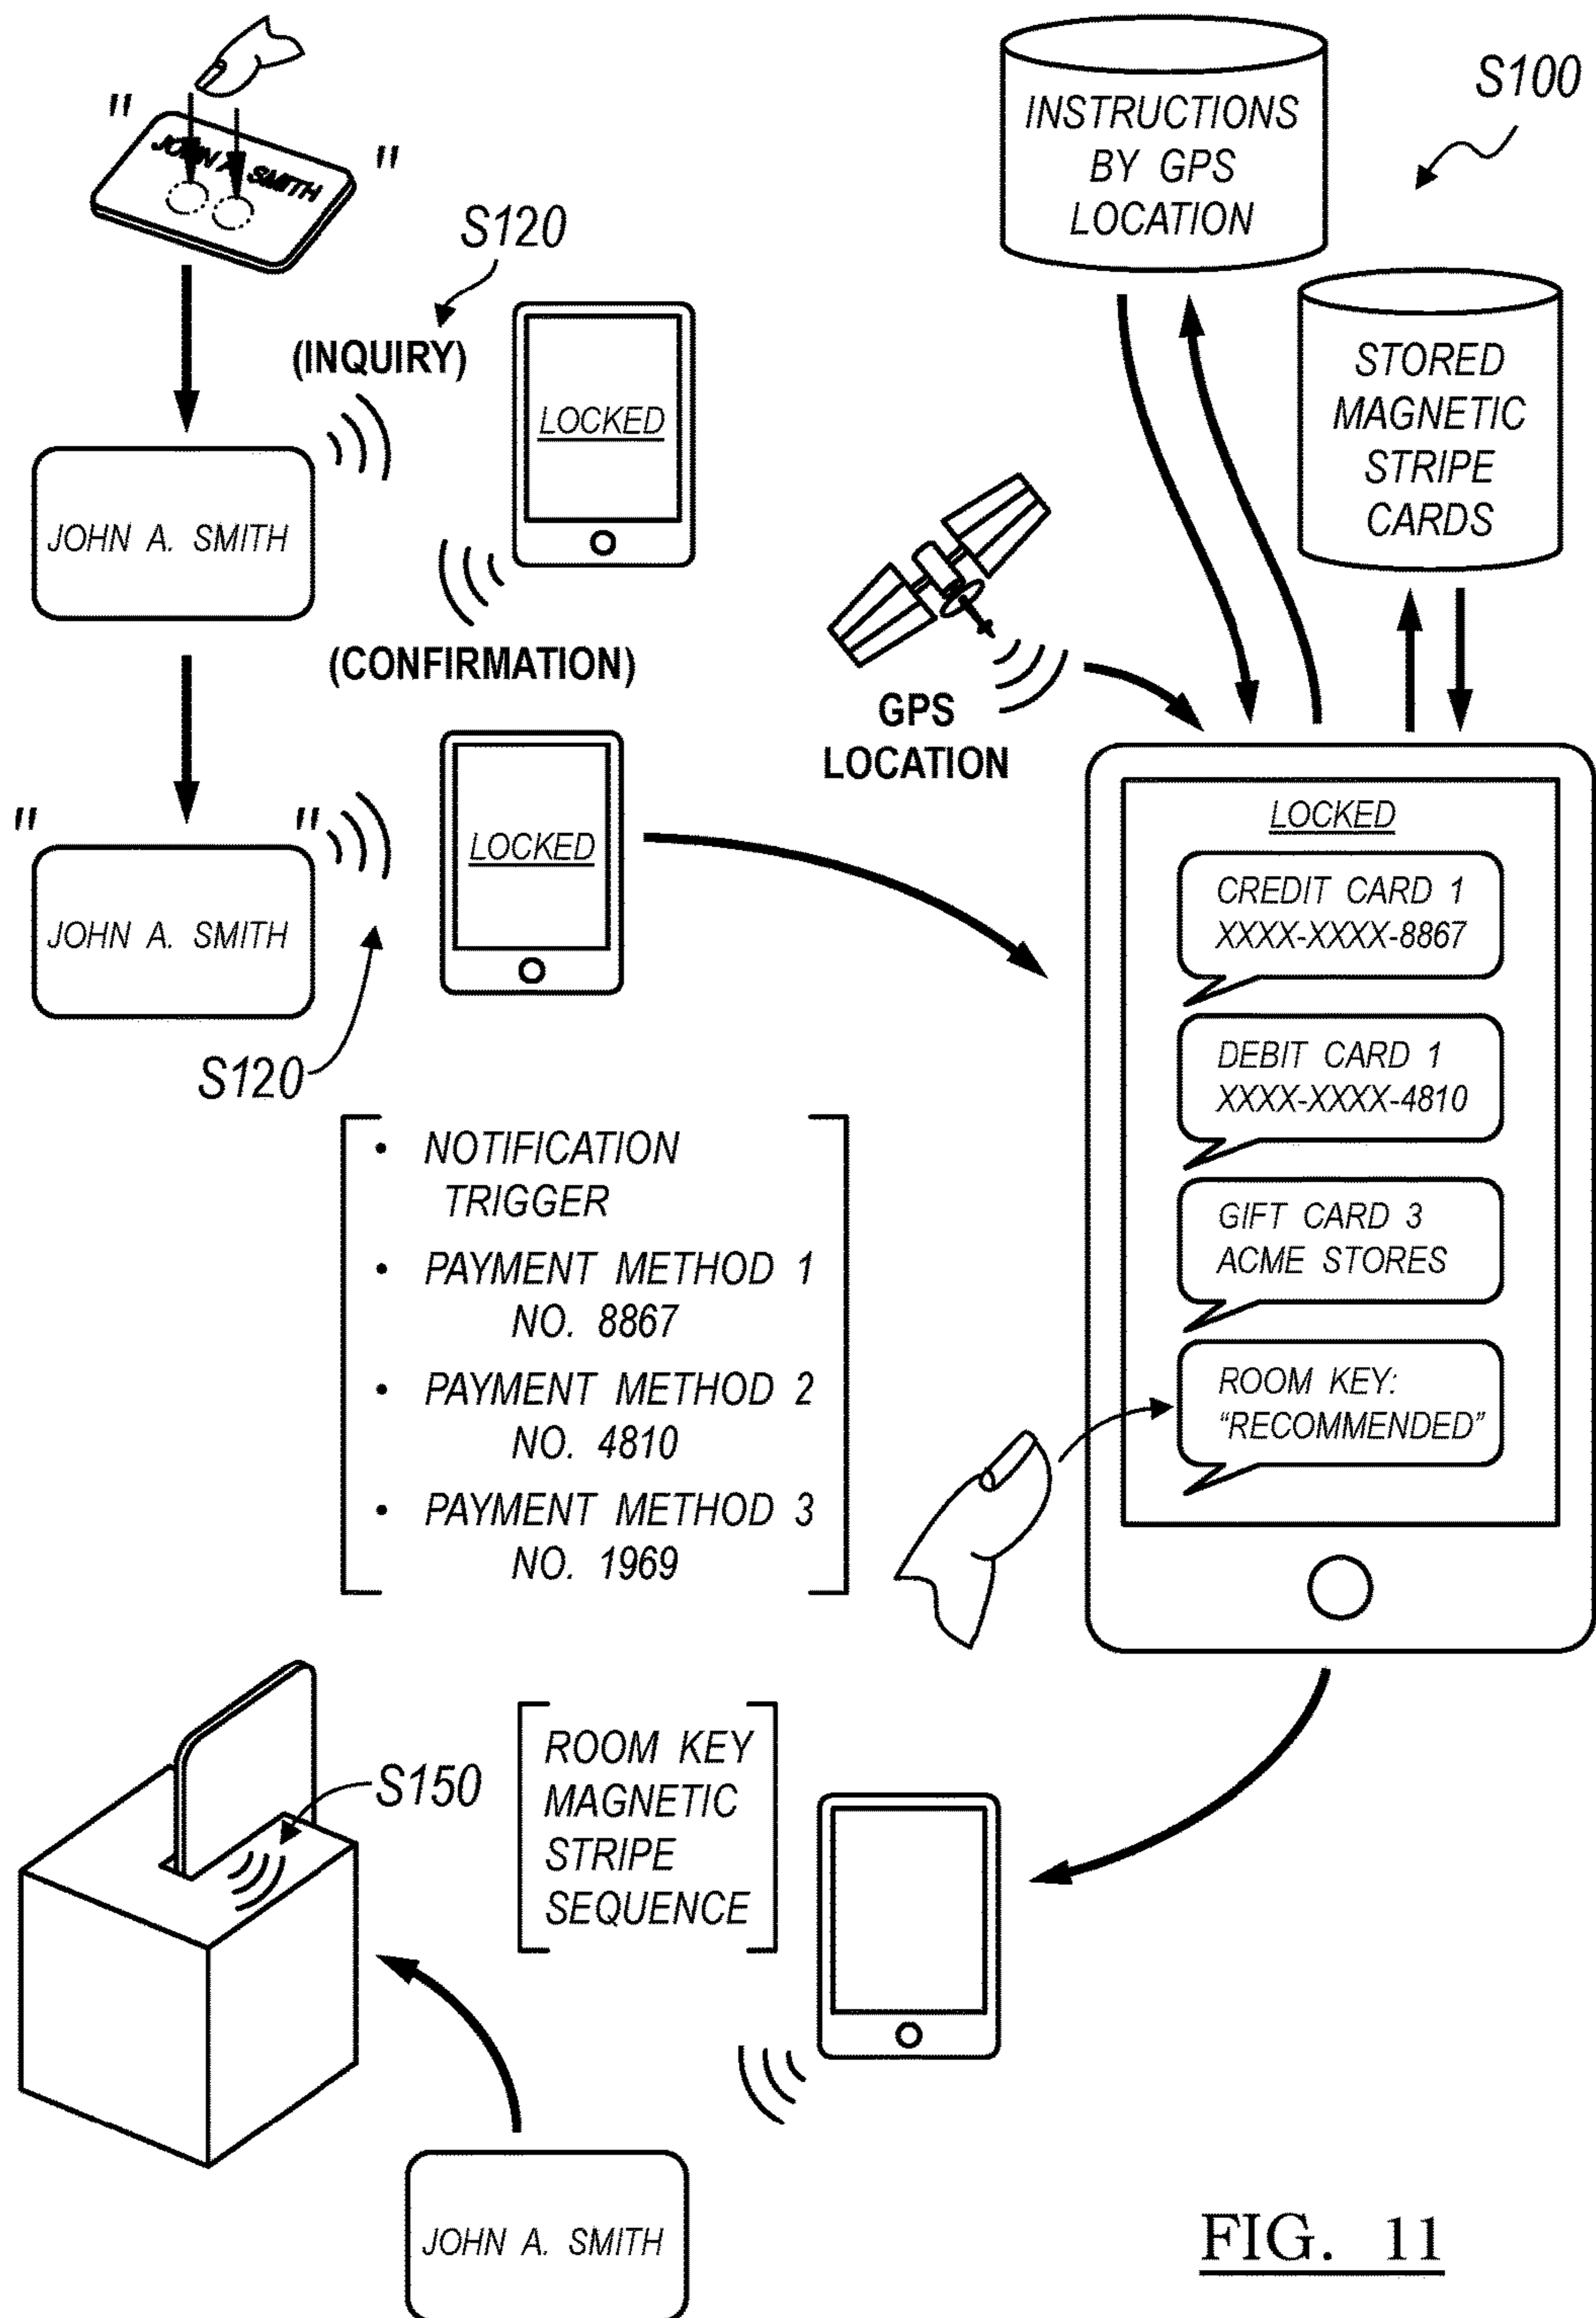 S100
INSTRUCTIONS
BY GPS
LOCATION
" "
JOHN A. SMITH
S120
(INQUIRY)
LOCKED
STORED
MAGNETIC
STRIPE
CARDS
JOHN A. SMITH
(CONFIRMATION)
GPS
LOCATION
" "
JOHN A. SMITH
LOCKED
S120
LOCKED
CREDIT CARD 1
XXXX-XXXX-8867
DEBIT CARD 1
XXXX-XXXX-4810
GIFT CARD 3
ACME STORES
ROOM KEY:
“RECOMMENDED”
• NOTIFICATION
TRIGGER
• PAYMENT METHOD 1
NO. 8867
• PAYMENT METHOD 2
NO. 4810
• PAYMENT METHOD 3
NO. 1969
S150
ROOM KEY
MAGNETIC
STRIPE
SEQUENCE
JOHN A. SMITH
FIG. 11